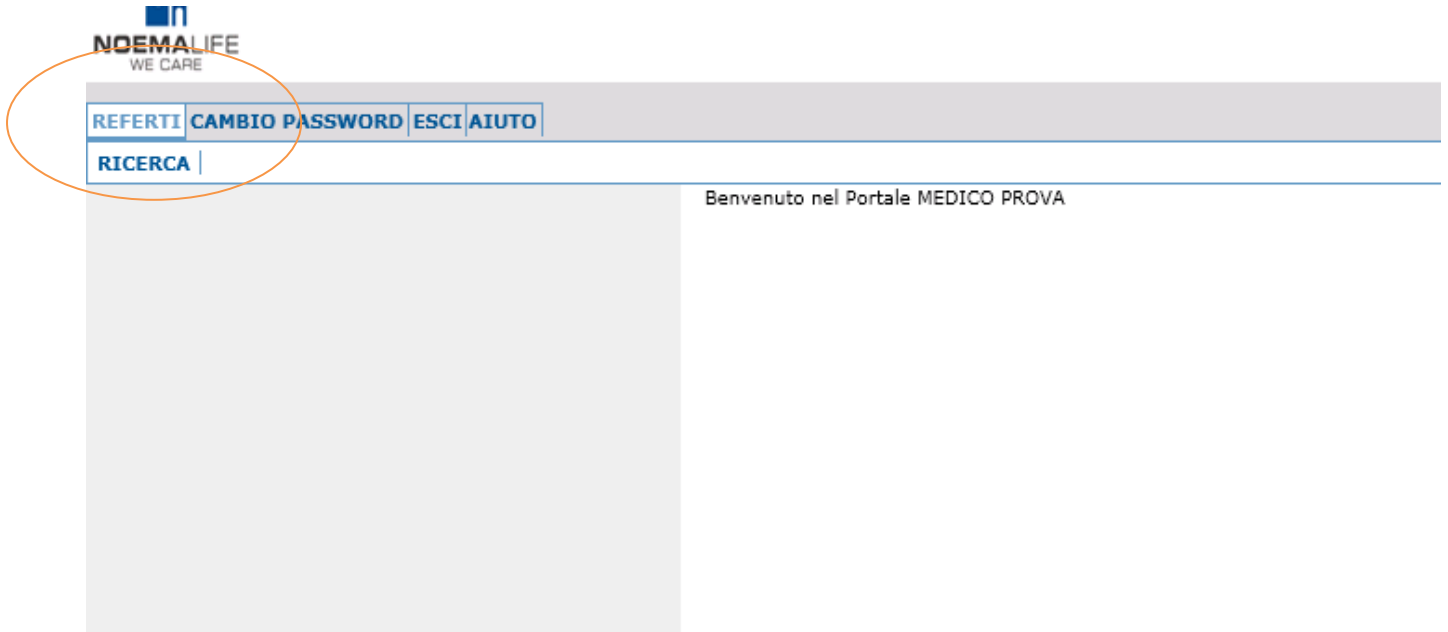 NOEMALIFE
WE CARE
REFERTI CAMBIO PASSWORD ESCI AIUTO
RICERCA
Benvenuto nel Portale MEDICO PROVA